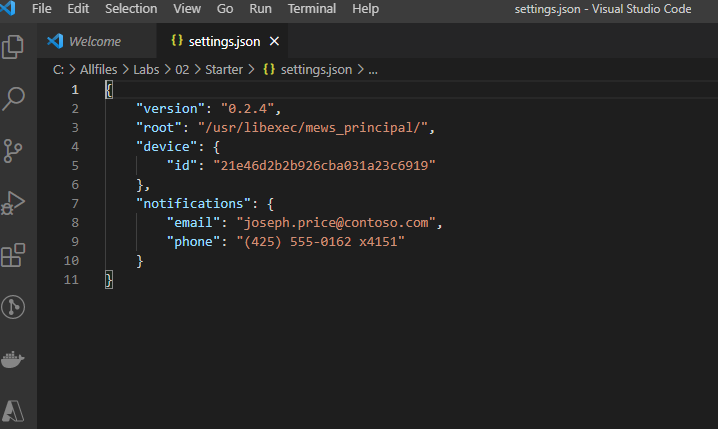 File Edit Selection View Go Run Terminal Help settings.json - Visual Studio Code
Welcome {} settings.json ×
C: > Allfiles > Labs > 02 > Starter > {} settings.json > ...
1 {
2 "version": "0.2.4",
3 "root": "/usr/libexec/mews_principal/",
4 "device": {
5 "id": "21e46d2b2b926cba031a23c6919"
6 },
7 "notifications": {
8 "email": "joseph.price@contoso.com",
9 "phone": "(425) 555-0162 x4151"
10 }
11 }